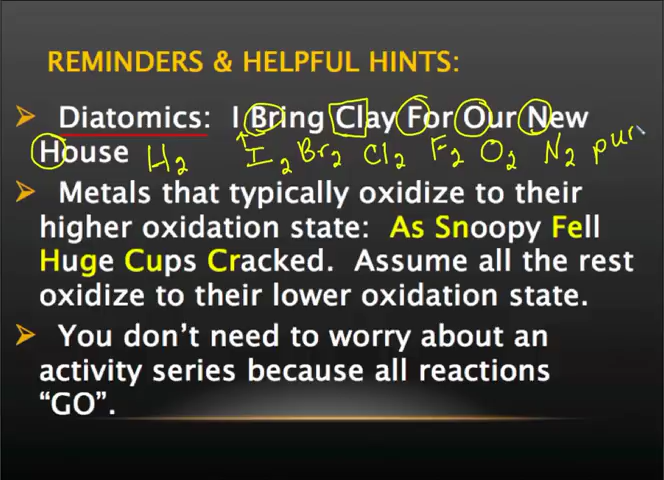 REMINDERS & HELPFUL HINTS:
Diatomics: I Bring Clay For Our New
House H₂ I₂ Br₂ Cl₂ F₂ O₂ N₂ pur
Metals that typically oxidize to their
higher oxidation state: As Snoopy Fell
Huge Cups Cracked. Assume all the rest
oxidize to their lower oxidation state.
You don't need to worry about an
activity series because all reactions
"GO".